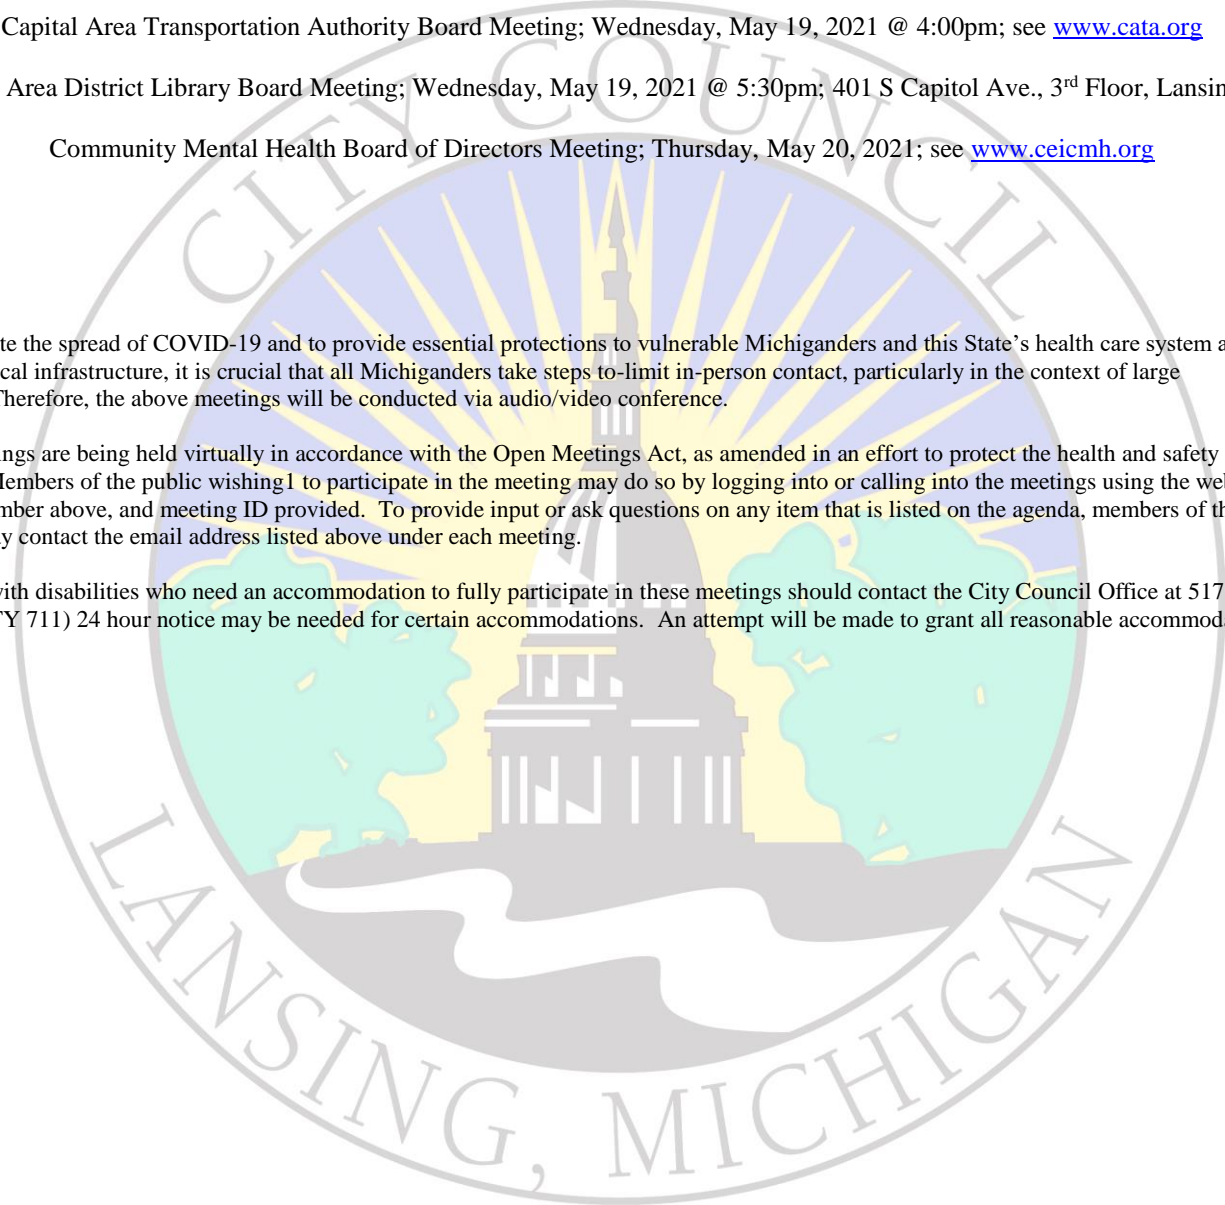 Capital Area Transportation Authority Board Meeting; Wednesday, May 19, 2021 @ 4:00pm; see www.cata.org
Area District Library Board Meeting; Wednesday, May 19, 2021 @ 5:30pm; 401 S Capitol Ave., 3rd Floor, Lansin
Community Mental Health Board of Directors Meeting; Thursday, May 20, 2021; see www.ceicmh.org
te the spread of COVID-19 and to provide essential protections to vulnerable Michiganders and this State’s health care system a
cal infrastructure, it is crucial that all Michiganders take steps to-limit in-person contact, particularly in the context of large
Therefore, the above meetings will be conducted via audio/video conference.
ings are being held virtually in accordance with the Open Meetings Act, as amended in an effort to protect the health and safety
Members of the public wishing1 to participate in the meeting may do so by logging into or calling into the meetings using the web
mber above, and meeting ID provided. To provide input or ask questions on any item that is listed on the agenda, members of th
y contact the email address listed above under each meeting.
with disabilities who need an accommodation to fully participate in these meetings should contact the City Council Office at 517
TY 711) 24 hour notice may be needed for certain accommodations. An attempt will be made to grant all reasonable accommoda
CITY COUNCIL
LANSING, MICHIGAN